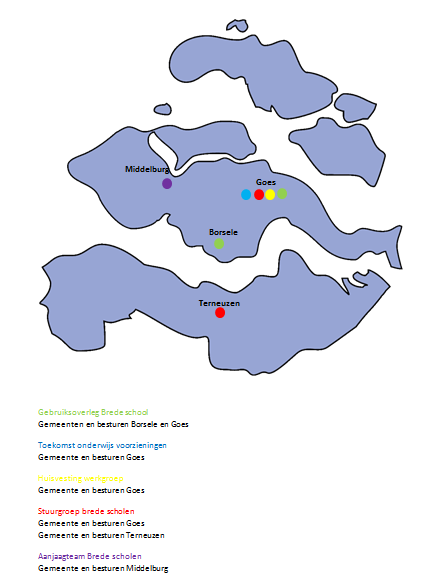 Middelburg
Goes
Borsele
Terneuzen
Gebruiksoverleg Brede school
Gemeenten en besturen Borsele en Goes
Toekomst onderwijs voorzieningen
Gemeente en besturen Goes
Huisvesting werkgroep
Gemeente en besturen Goes
Stuurgroep brede scholen
Gemeente en besturen Goes
Gemeente en besturen Terneuzen
Aanjaagteam Brede scholen
Gemeente en besturen Middelburg